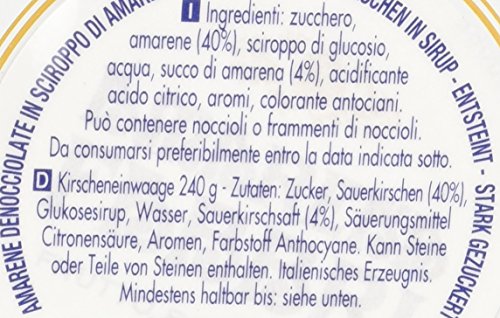 AMARENE DENOCCIOLATE IN SCIROPPO DI AMARENE
IN SIRUP - ENTSTEINT - STARK GEZUCKERT
I Ingredienti: zucchero,
amarene (40%), sciroppo di glucosio,
acqua, succo di amarena (4%), acidificante
acido citrico, aromi, colorante antociani.
Può contenere noccioli o frammenti di noccioli.
Da consumarsi preferibilmente entro la data indicata sotto.
D Kirscheneinwaage 240 g - Zutaten: Zucker, Sauerkirschen (40%),
Glukosesirup, Wasser, Sauerkirschsaft (4%), Säuerungsmittel
Citronensäure, Aromen, Farbstoff Anthocyane. Kann Steine
oder Teile von Steinen enthalten. Italienisches Erzeugnis.
Mindestens haltbar bis: siehe unten.